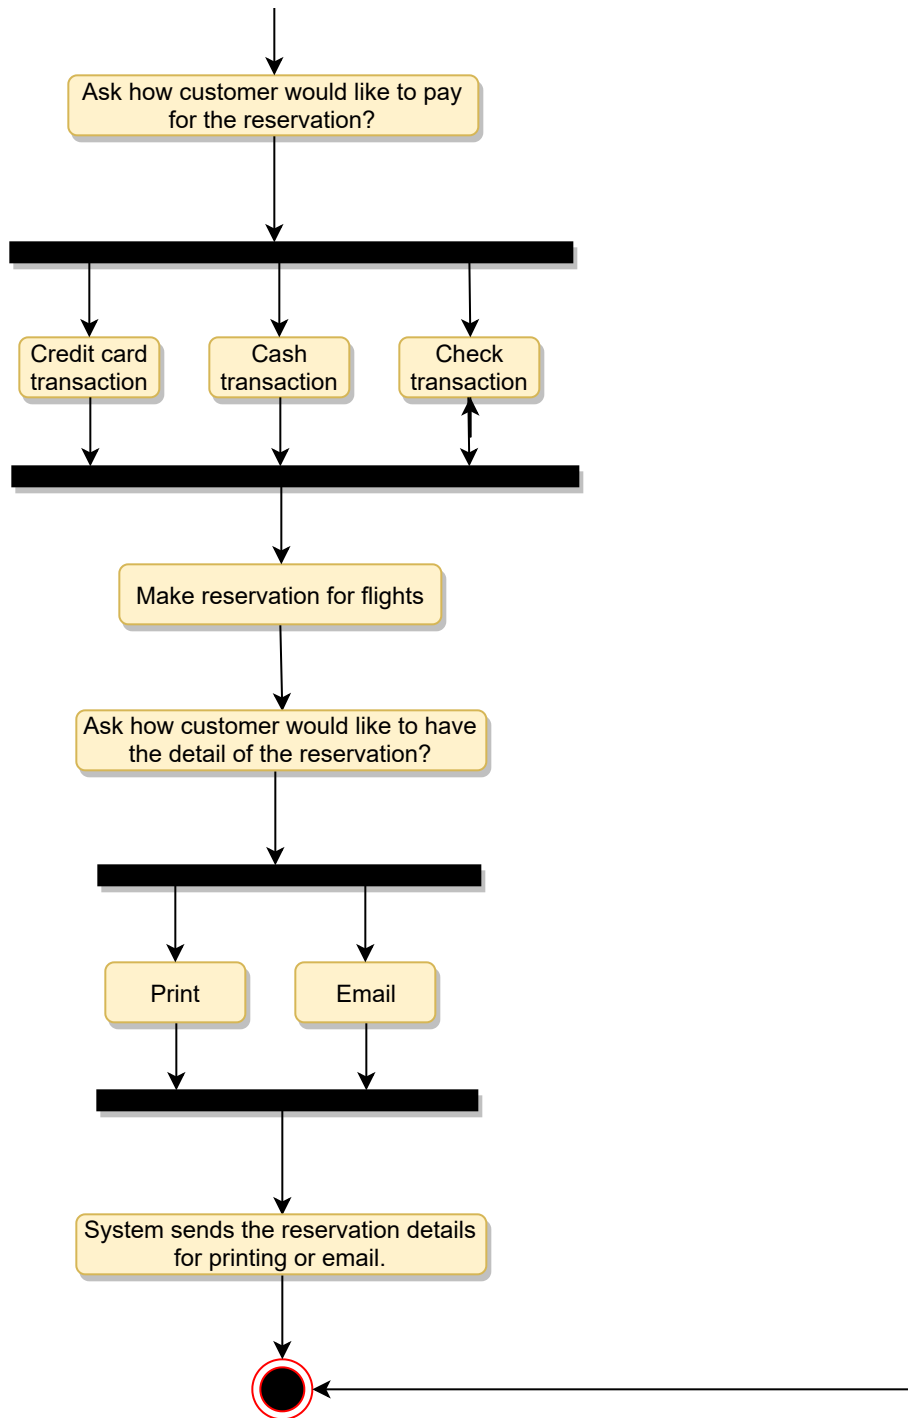 Ask how customer would like to pay
for the reservation?
Credit card
transaction
Cash
transaction
Check
transaction
Make reservation for flights
Ask how customer would like to have
the detail of the reservation?
Print
Email
System sends the reservation details
for printing or email.